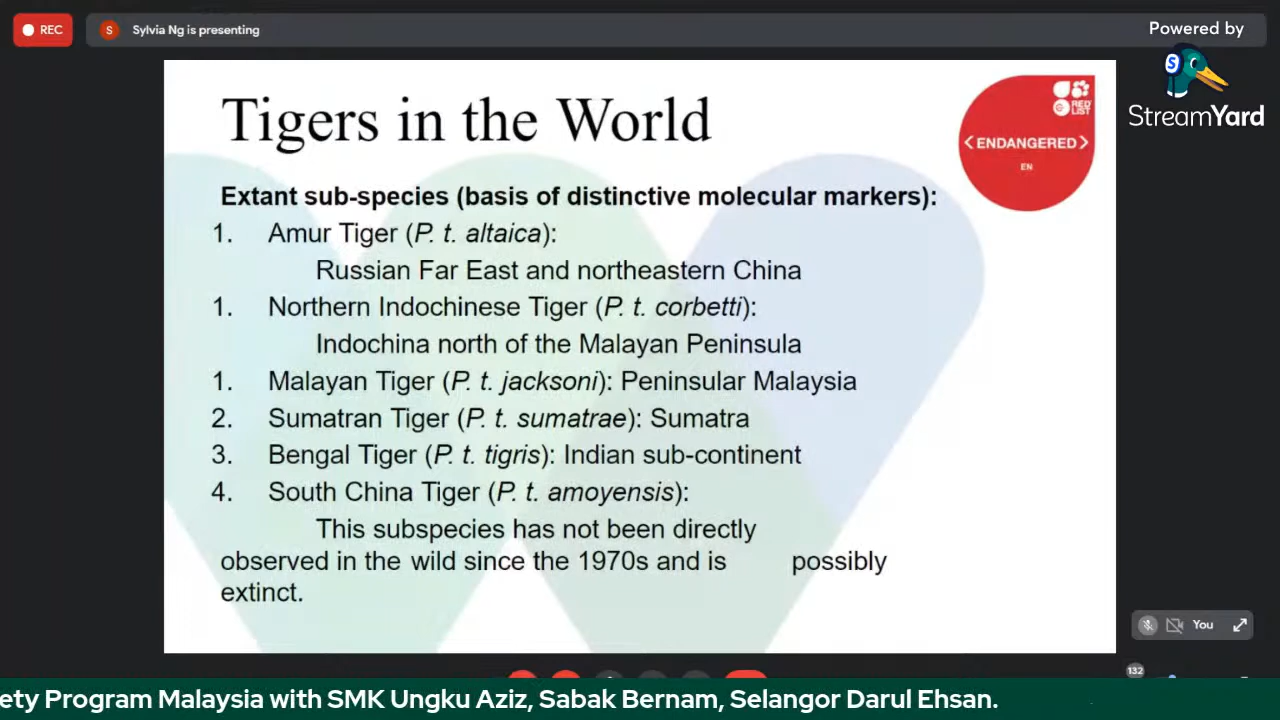 REC
S
Sylvia Ng is presenting
Powered by
StreamYard
Tigers in the World
RED LIST
<ENDANGERED>
EN
Extant sub-species (basis of distinctive molecular markers):
1. Amur Tiger (P. t. altaica):
Russian Far East and northeastern China
1. Northern Indochinese Tiger (P. t. corbetti):
Indochina north of the Malayan Peninsula
1. Malayan Tiger (P. t. jacksoni): Peninsular Malaysia
2. Sumatran Tiger (P. t. sumatrae): Sumatra
3. Bengal Tiger (P. t. tigris): Indian sub-continent
4. South China Tiger (P. t. amoyensis):
This subspecies has not been directly
observed in the wild since the 1970s and is possibly
extinct.
You
132
ety Program Malaysia with SMK Ungku Aziz, Sabak Bernam, Selangor Darul Ehsan.